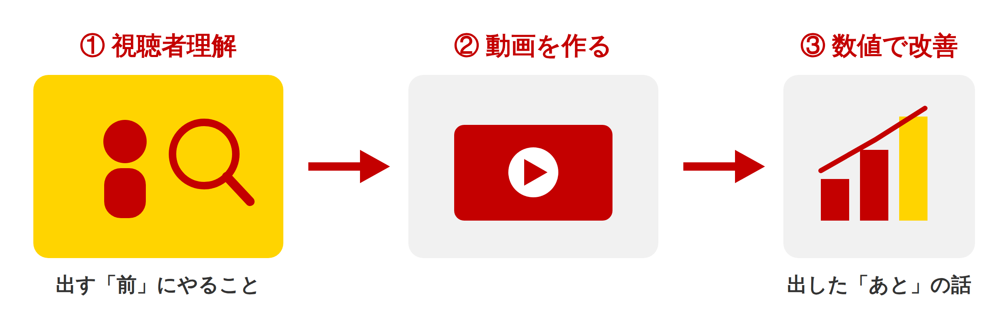 ① 視聴者理解
② 動画を作る
③ 数値で改善
出す「前」にやること
出した「あと」の話